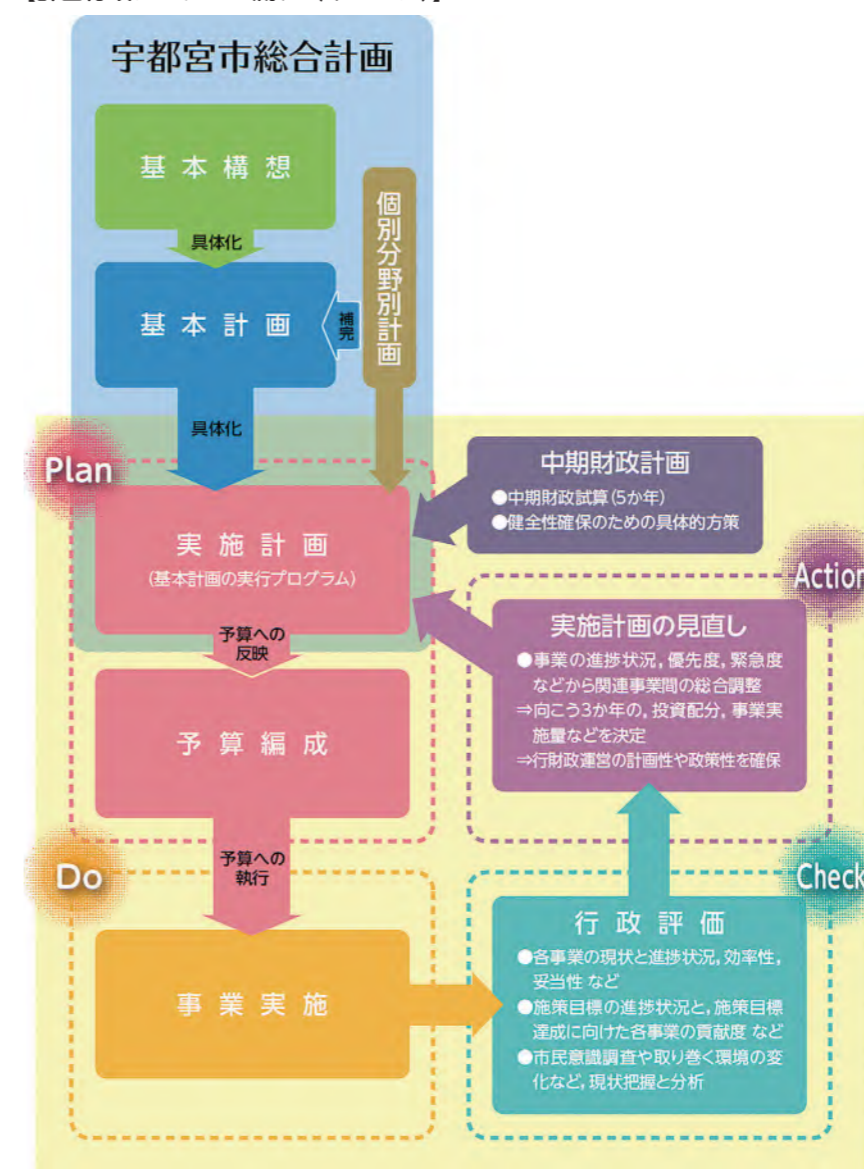 宇都宮市総合計画
基本構想
具体化
基本計画
補完
個別分野別計画
具体化
Plan
実施計画
(基本計画の実行プログラム)
中期財政計画
●中期財政試算(5か年)
●健全性確保のための具体的方策
Action
実施計画の見直し
●事業の進捗状況,優先度,緊急度
などから関連事業間の総合調整
⇒向こう3か年の,投資配分,事業実
施量などを決定
⇒行財政運営の計画性や政策性を確保
予算への
反映
予算編成
予算への
執行
Do
事業実施
Check
行政評価
●各事業の現状と進捗状況,効率性,
妥当性 など
●施策目標の進捗状況と,施策目標
達成に向けた各事業の貢献度 など
●市民意識調査や取り巻く環境の変
化など,現状把握と分析